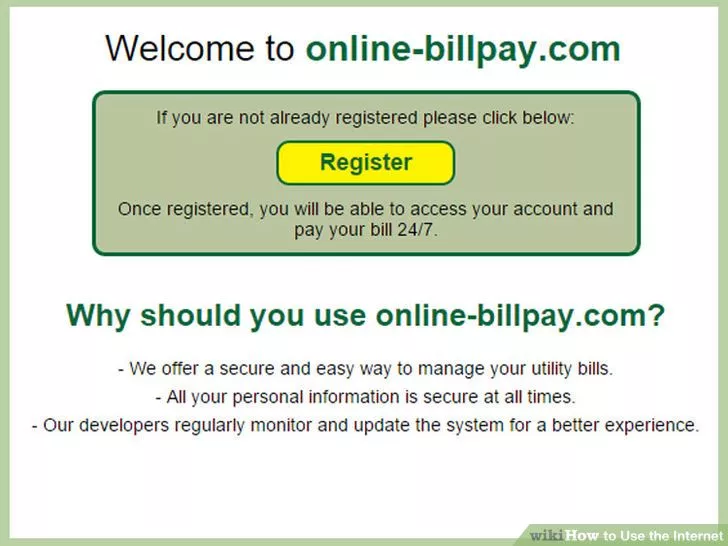 Welcome to online-billpay.com
If you are not already registered please click below:
Register
Once registered, you will be able to access your account and
pay your bill 24/7.
Why should you use online-billpay.com?
- We offer a secure and easy way to manage your utility bills.
- All your personal information is secure at all times.
- Our developers regularly monitor and update the system for a better experience.
wikiHow to Use the Internet